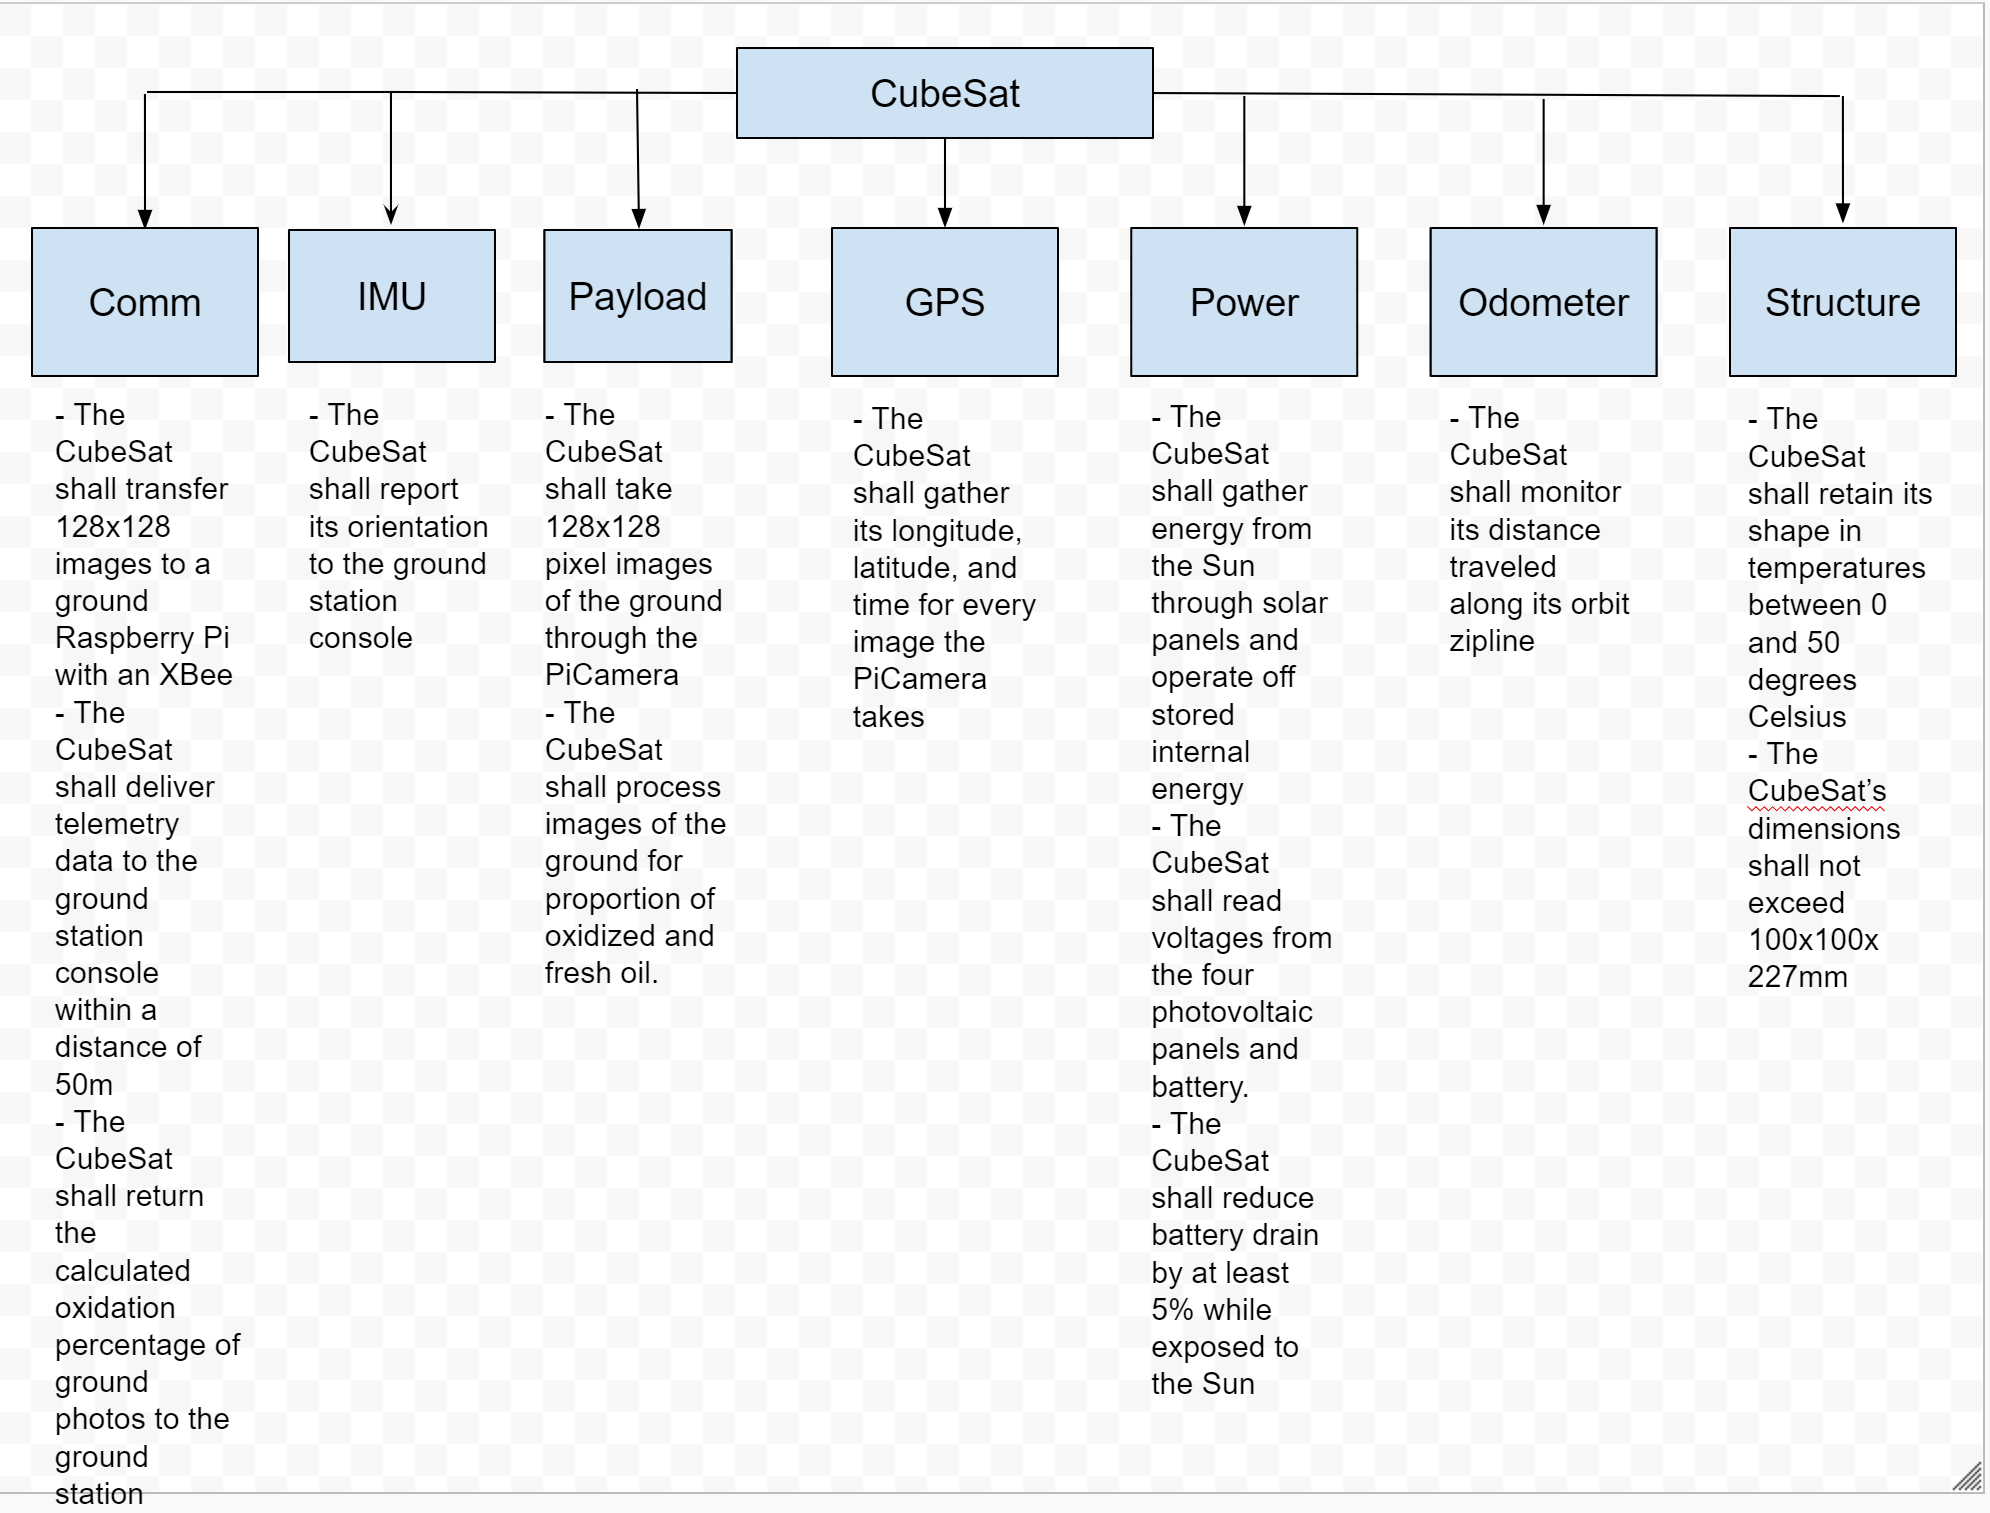 CubeSat
Comm
IMU
Payload
GPS
Power
Odometer
Structure
- The
CubeSat
shall transfer
128x128
images to a
ground
Raspberry Pi
with an XBee
- The
CubeSat
shall deliver
telemetry
data to the
ground
station
console
within a
distance of
50m
- The
CubeSat
shall return
the
calculated
oxidation
percentage of
ground
photos to the
ground
station
- The
CubeSat
shall report
its orientation
to the ground
station
console
- The
CubeSat
shall take
128x128
pixel images
of the ground
through the
PiCamera
- The
CubeSat
shall process
images of the
ground for
proportion of
oxidized and
fresh oil.
- The
CubeSat
shall gather
its longitude,
latitude, and
time for every
image the
PiCamera
takes
- The
CubeSat
shall gather
energy from
the Sun
through solar
panels and
operate off
stored
internal
energy
- The
CubeSat
shall read
voltages from
the four
photovoltaic
panels and
battery.
- The
CubeSat
shall reduce
battery drain
by at least
5% while
exposed to
the Sun
- The
CubeSat
shall monitor
its distance
traveled
along its orbit
zipline
- The
CubeSat
shall retain its
shape in
temperatures
between 0
and 50
degrees
Celsius
- The
CubeSat’s
dimensions
shall not
exceed
100x100x
227mm